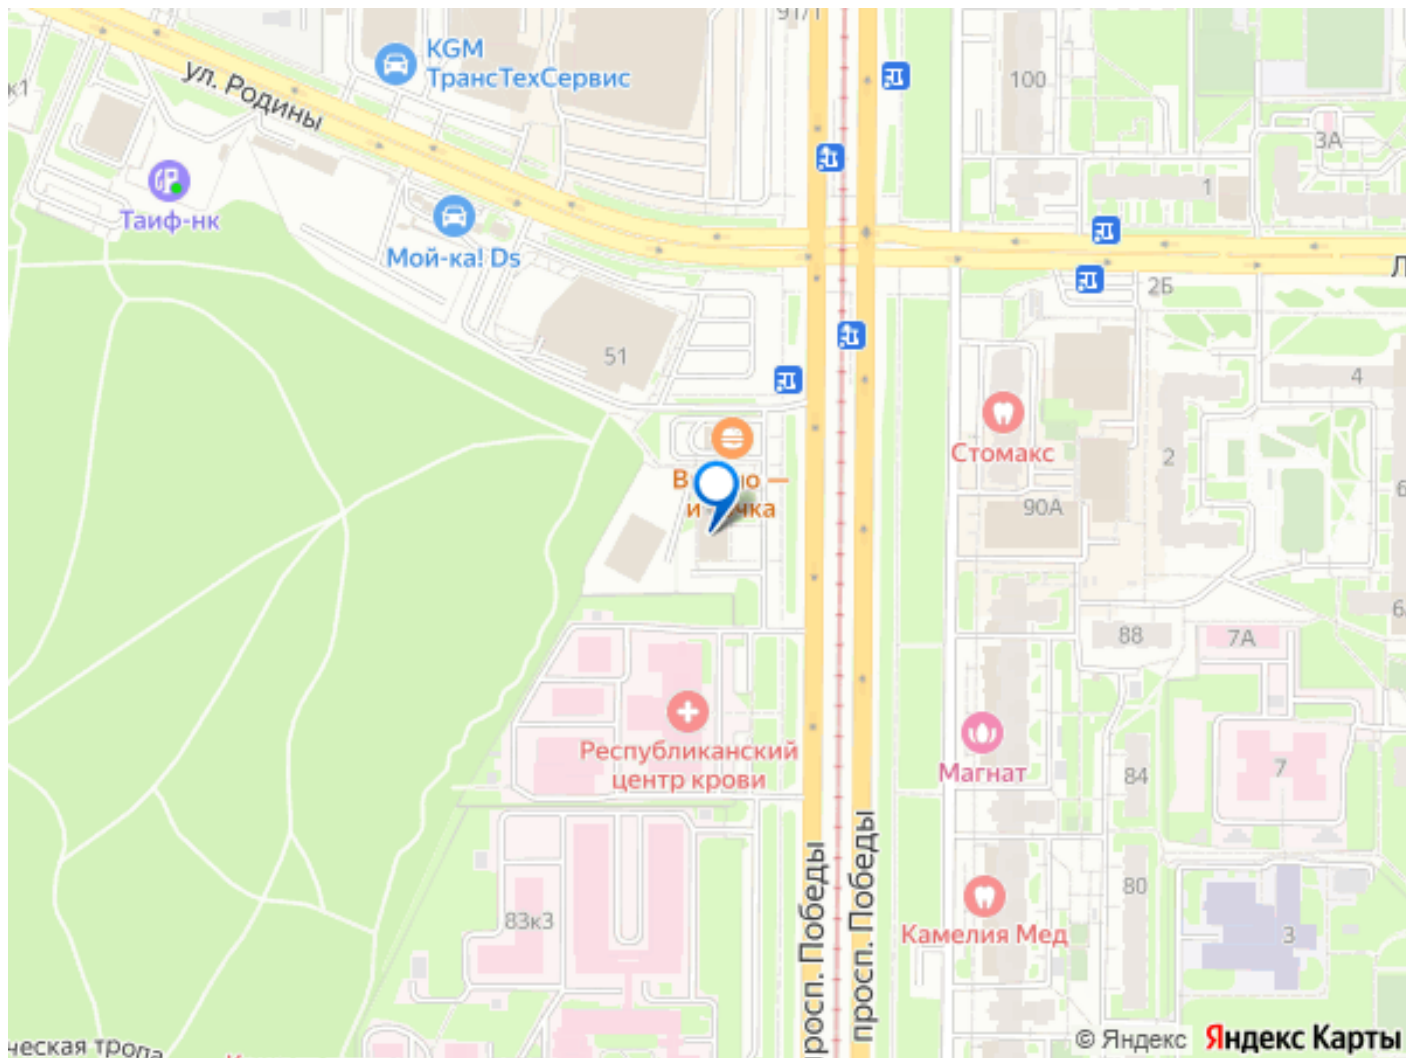 91/1
KGM
ТрансТехСервис
к1
ул. Родины
100
3А
1
Таиф-нк
Мой-ка! Ds
2Б
Л
51
4
Стомакс
2
90А
и
88
7А
Республиканский
центр крови
Магнат
84
7
просп. Победы
просп. Победы
80
83к3
Камелия Мед
3
© Яндекс Яндекс Карты